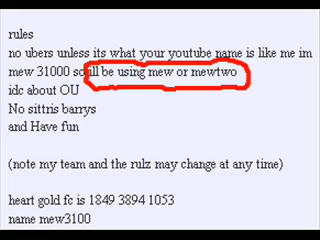 rules
no ubers unless its what your youtube name is like me im
mew 31000 so ill be using mew or mewtwo
idc about OU
No sittris barrys
and Have fun
(note my team and the rulz may change at any time)
heart gold fc is 1849 3894 1053
name mew3100